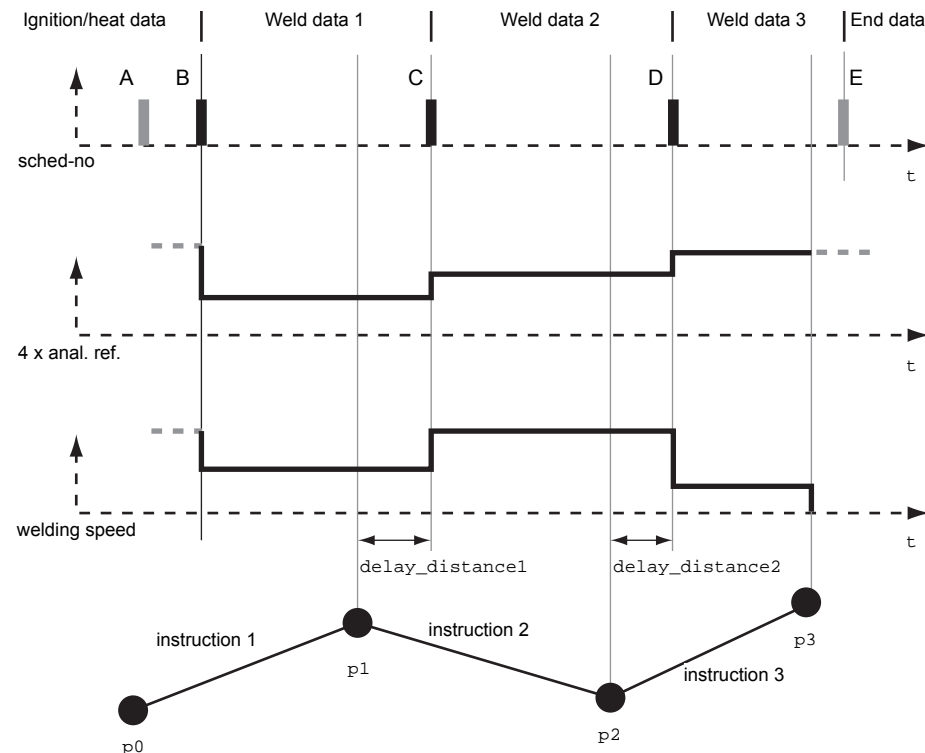 Ignition/heat data Weld data 1 Weld data 2 Weld data 3 End data
A B C D E
sched-no
t
4 x anal. ref.
t
welding speed
t
delay_distance1 delay_distance2
instruction 1 instruction 2
p3
p1
instruction 3
p2
p0